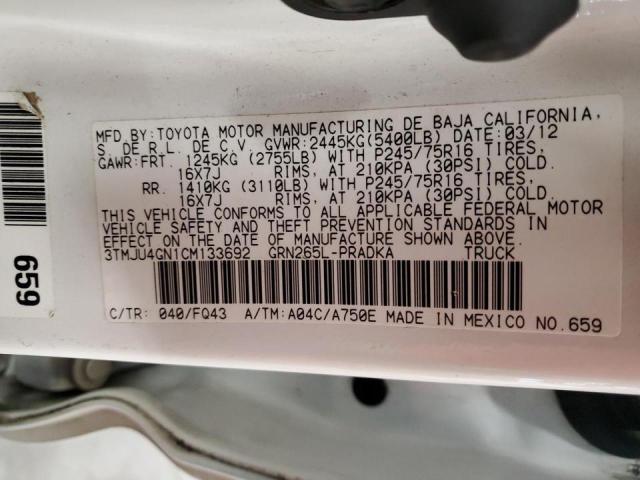 MFD.BY:TOYOTA MOTOR MANUFACTURING DE BAJA CALIFORNIA,
S. DE R.L. DE C.V. GVWR:2445KG(5400LB) DATE:03/12
GAWR:FRT. 1245KG (2755LB) WITH P245/75R16 TIRES,
16X7J RIMS, AT 210KPA (30PSI) COLD.
RR. 1410KG (3110LB) WITH P245/75R16 TIRES,
16X7J RIMS, AT 210KPA (30PSI) COLD.
THIS VEHICLE CONFORMS TO ALL APPLICABLE FEDERAL MOTOR
VEHICLE SAFETY AND THEFT PREVENTION STANDARDS IN
EFFECT ON THE DATE OF MANUFACTURE SHOWN ABOVE.
3TMJU4GN1CM133692 GRN265L-PRADKA TRUCK
C/TR: 040/FQ43 A/TM:A04C/A750E MADE IN MEXICO NO.659
659